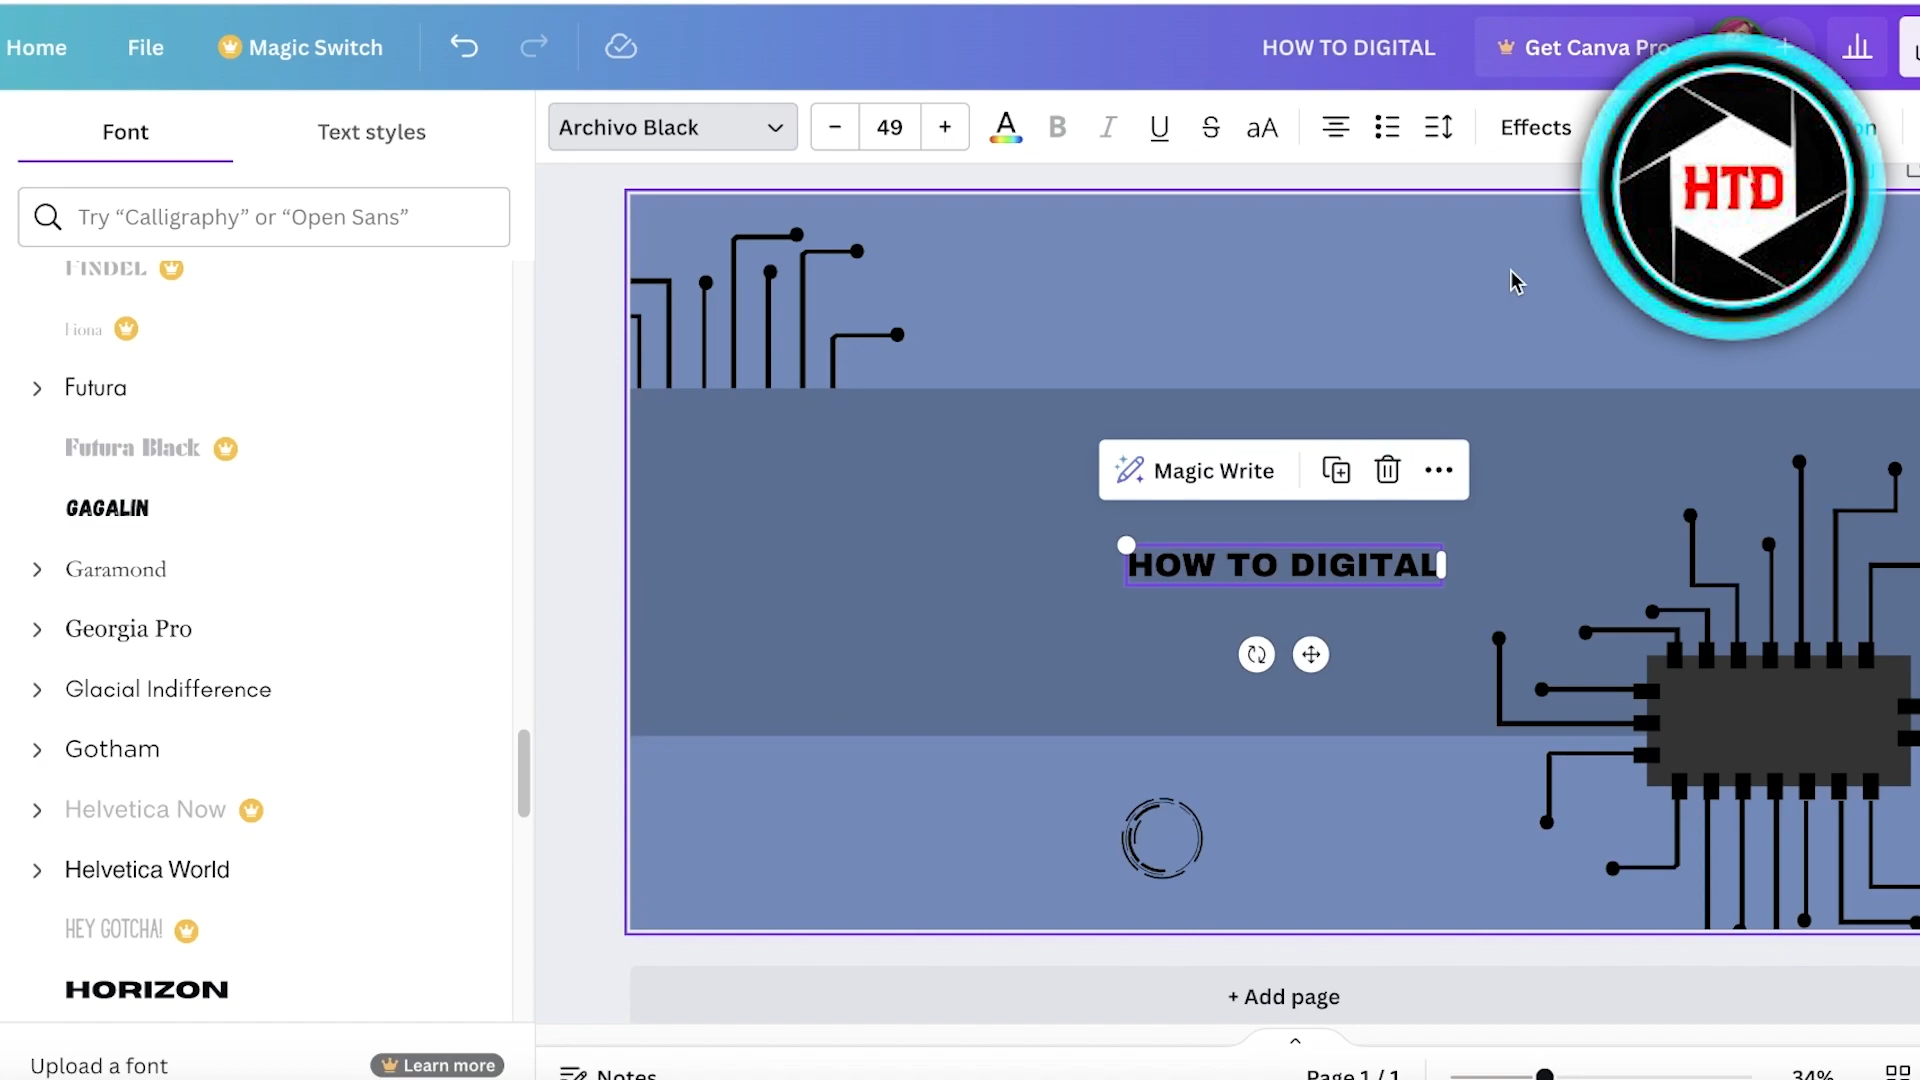 Home File Magic Switch HOW TO DIGITAL Get Canva Pro
Font Text styles
Archivo Black 49 A B I U S aA Effects
HTD
Try “Calligraphy” or “Open Sans”
FINDEL
Fiona
Futura
Futura Black
GAGALIN
Garamond
Georgia Pro
Glacial Indifference
Gotham
Helvetica Now
Helvetica World
HEY GOTCHA!
HORIZON
Upload a font Learn more
Magic Write
HOW TO DIGITAL
+ Add page
Notes Page 1 / 1 34%